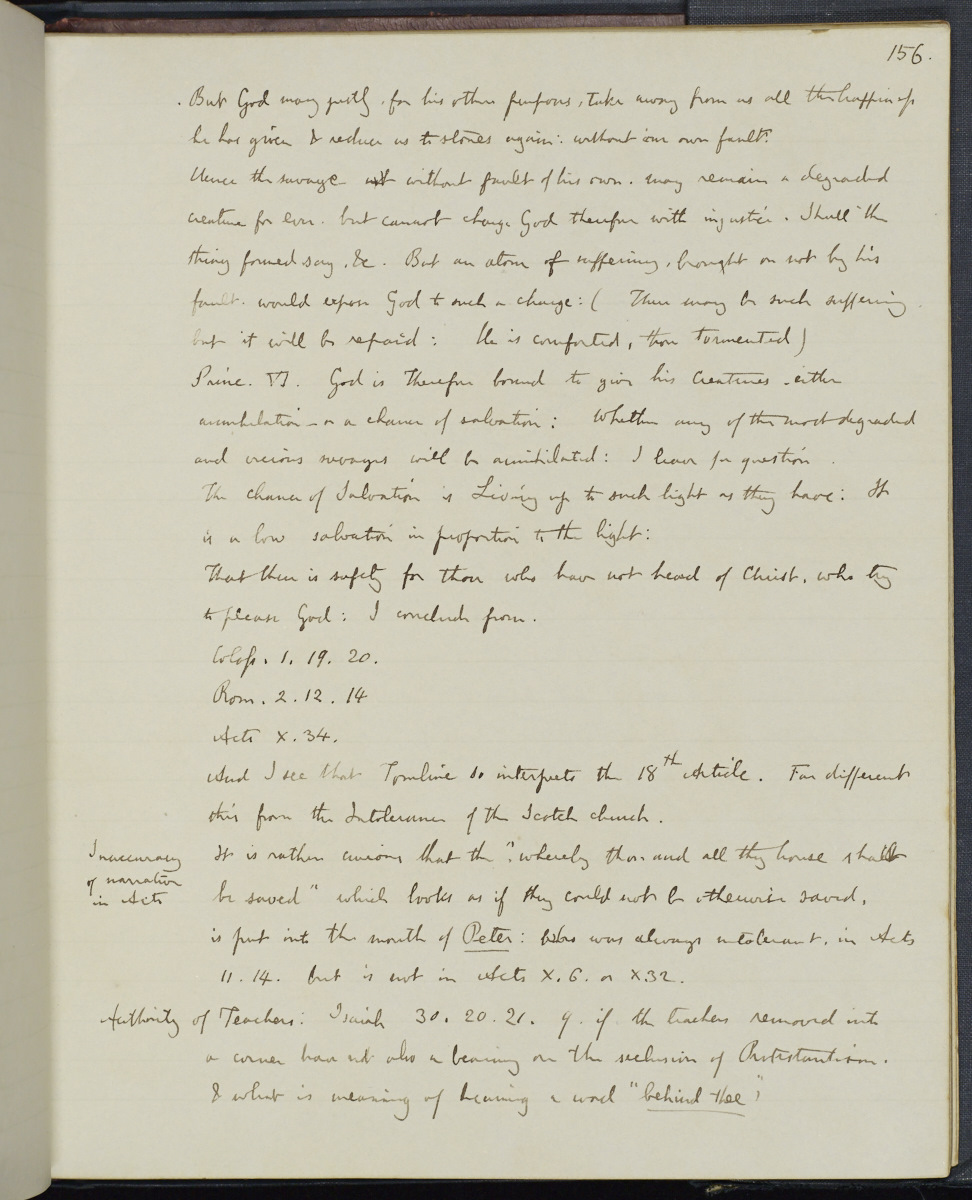 156.
. But God may justly, for his other purposes, take away from us all the happiness
he has given & reduce us to stones again: without our own fault.
Hence the savage not without fault of his own. may remain a degraded
creature for ever. but cannot charge God therefore with injustice. Shall the
thing formed say, &c. But an atom of suffering, brought on not by his
fault. would expose God to such a charge: ( There may be such suffering
but it will be repaid: He is comforted, thou tormented)
Princ. VI. God is therefore bound to give his creatures either
annihilation - or a chance of salvation: Whether any of the most degraded
and vicious savages will be annihilated: I leave for question.
The chance of Salvation is Living up to such light as they have: It
is a low salvation in proportion to the light:
That there is safety for those who have not heard of Christ, who try
to please God: I conclude from.
Coloss. 1. 19. 20.
Rom. 2. 12. 14
Acts X. 34.
And I see that Tomline so interprets the 18th Article. Far different
this from the Intolerance of the Scotch church.
Inaccuracy
of narration
in Acts
It is rather curious that the "whereby thou and all thy house shall
be saved" which looks as if they could not be otherwise saved,
is put into the mouth of Peter: who was always intolerant, in Acts
11. 14. but is not in Acts X. 6. or X 32.
Authority of Teachers: Isaiah 30. 20. 21. q. if the teachers removed into
a corner have not also a bearing on the seclusion of Protestantism.
& what is meaning of hearing a word "behind thee"